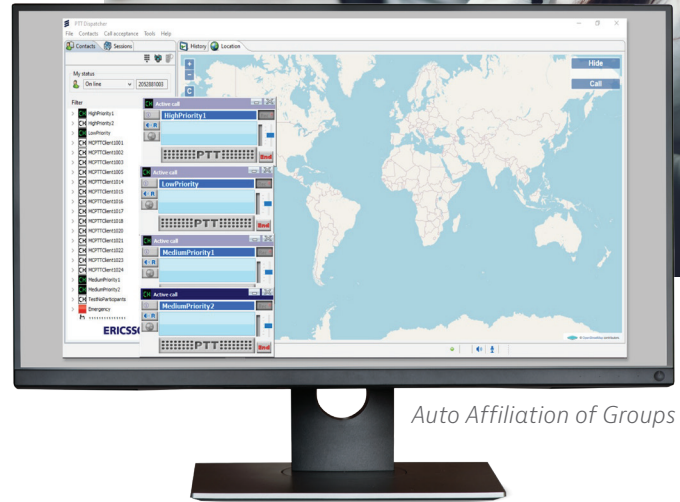 PTT Dispatcher
File Contacts Call acceptance Tools Help
Contacts Sessions
History Location
My status
On line 2052881003
Filter
HighPriority1
HighPriority2
LowPriority
MCPTTClient1001
MCPTTClient1002
MCPTTClient1003
MCPTTClient1005
MCPTTClient1014
MCPTTClient1015
MCPTTClient1016
MCPTTClient1017
MCPTTClient1018
MCPTTClient1020
MCPTTClient1021
MCPTTClient1022
MCPTTClient1023
MCPTTClient1024
MediumPriority1
MediumPriority2
TestNoParticipants
Emergency
ERICSSO
Active call
HighPriority1
R
PTT
End
Active call
LowPriority
R
PTT
End
Active call
MediumPriority1
R
Active call
MediumPriority2
R
PTT
End
+
-
C
Hide
Call
Auto Affiliation of Groups